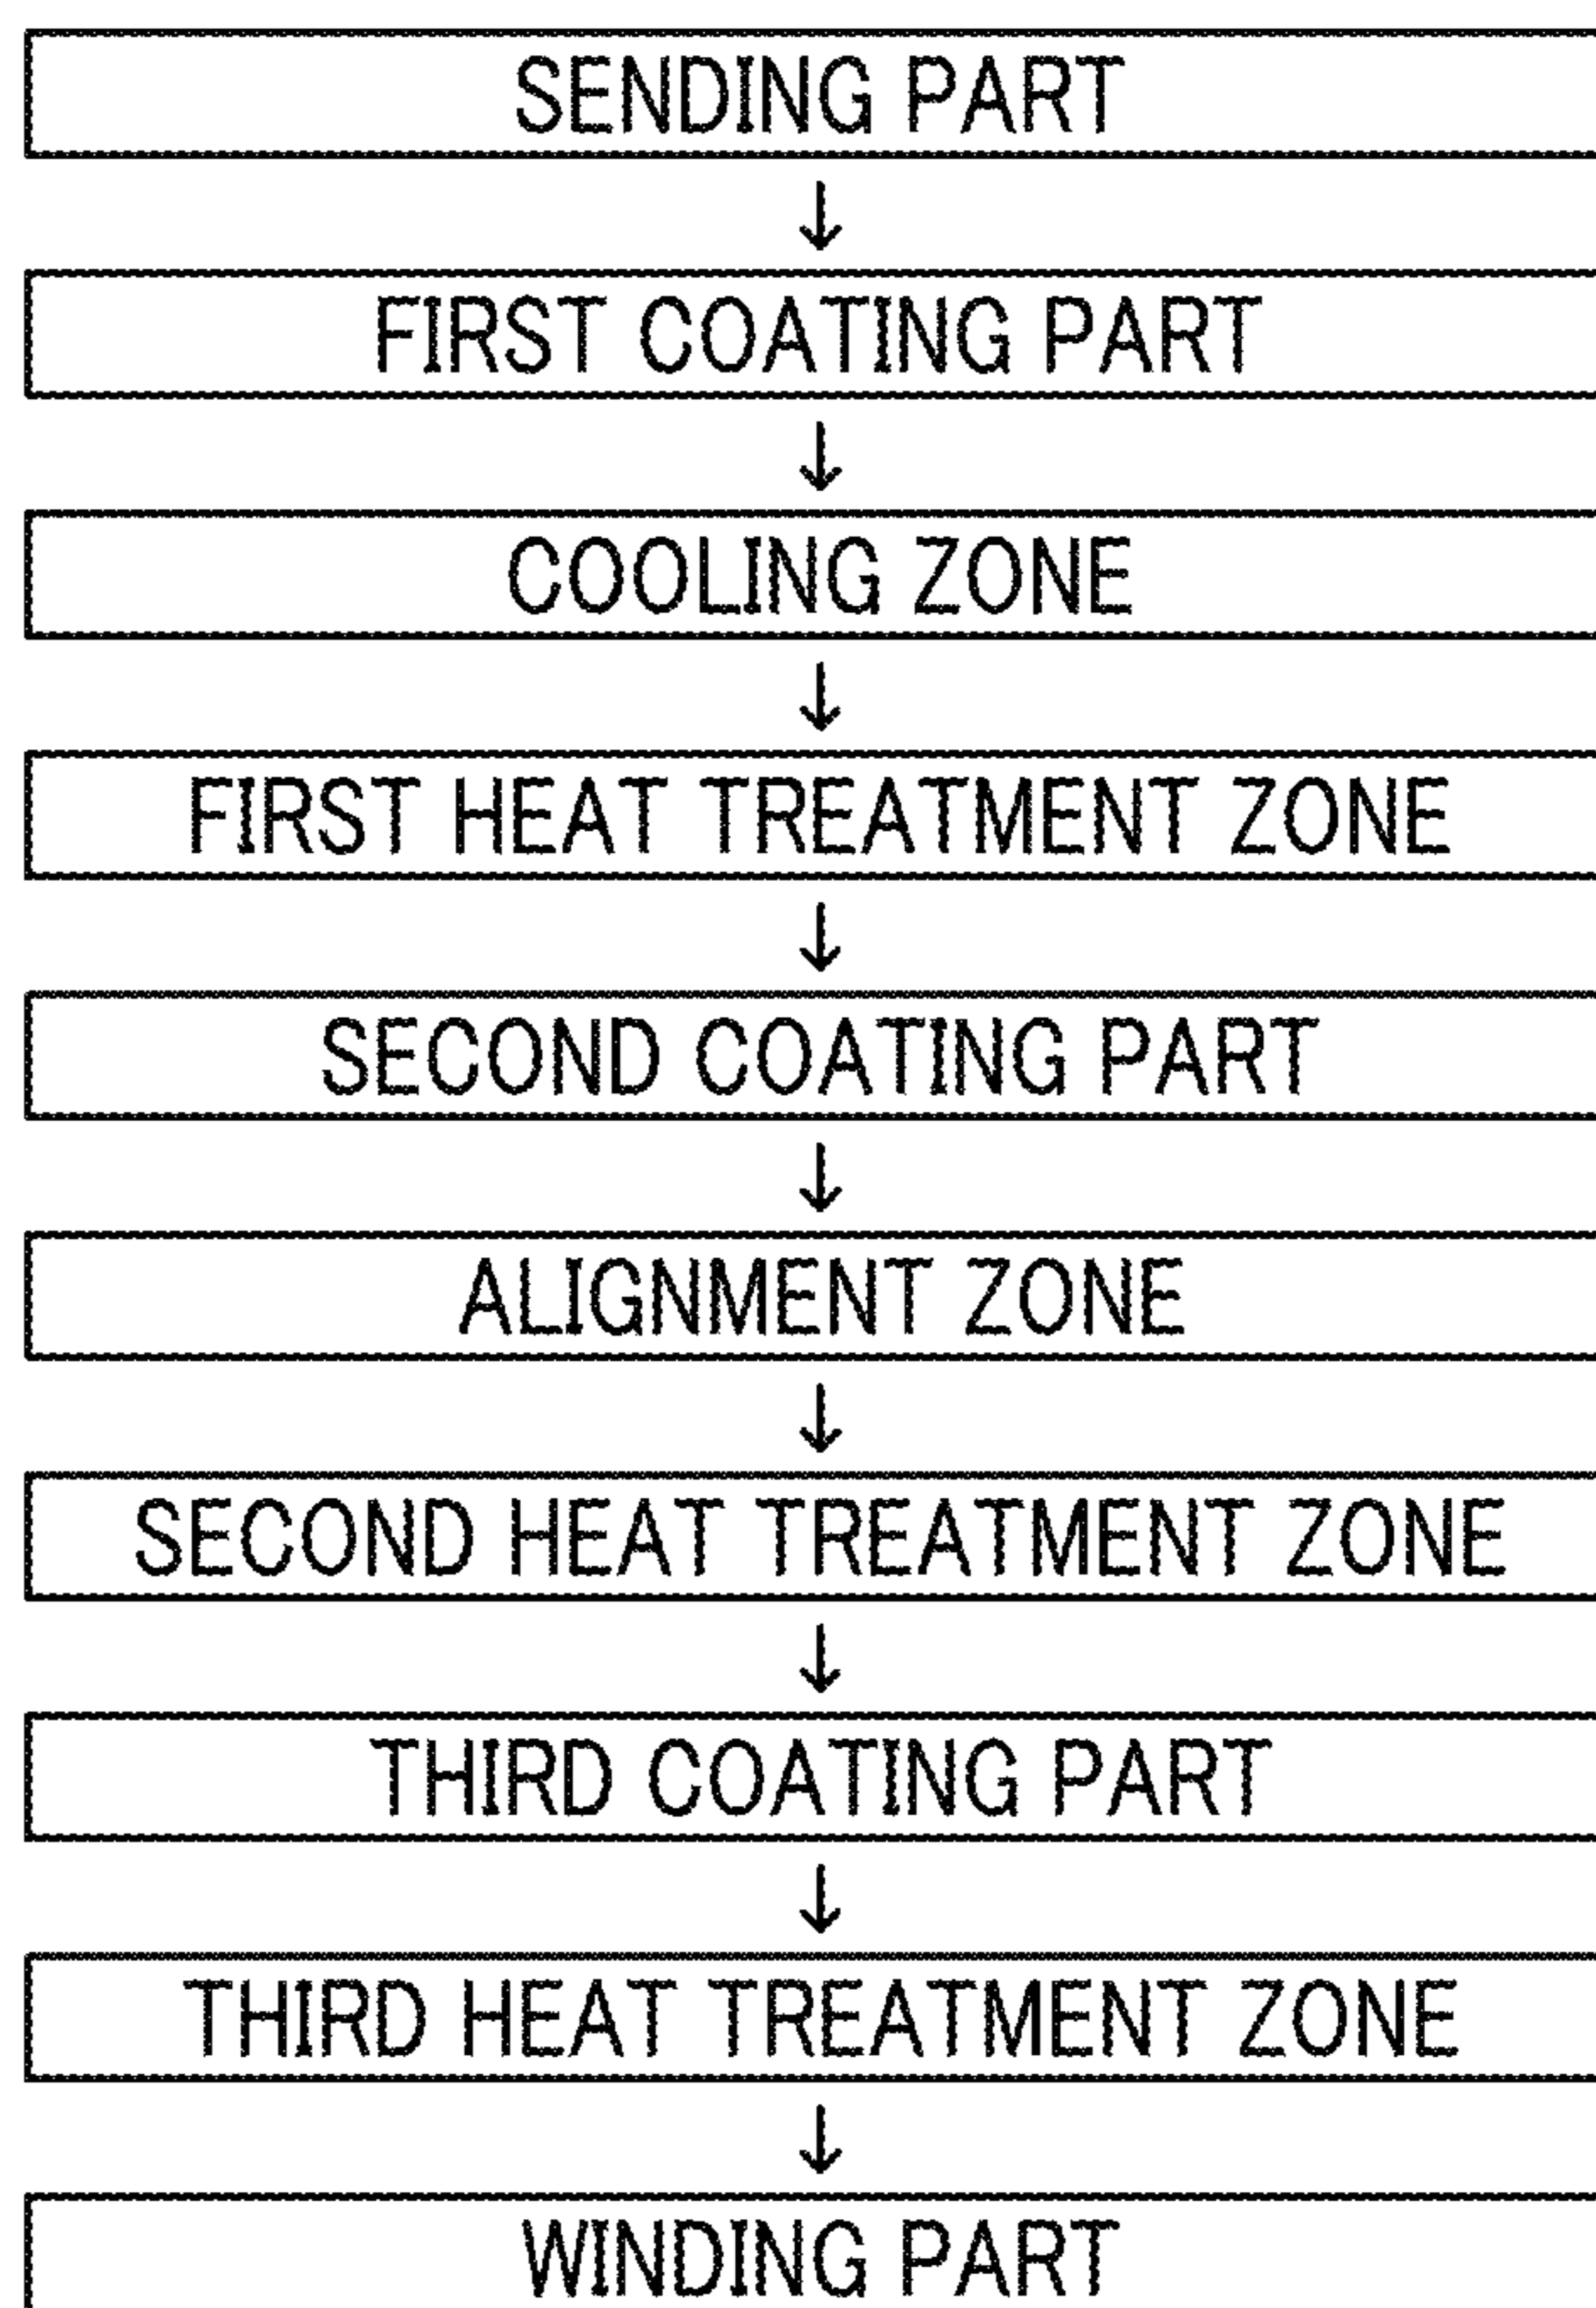 SENDING PART
↓
FIRST COATING PART
↓
COOLING ZONE
↓
FIRST HEAT TREATMENT ZONE
↓
SECOND COATING PART
↓
ALIGNMENT ZONE
↓
SECOND HEAT TREATMENT ZONE
↓
THIRD COATING PART
↓
THIRD HEAT TREATMENT ZONE
↓
WINDING PART